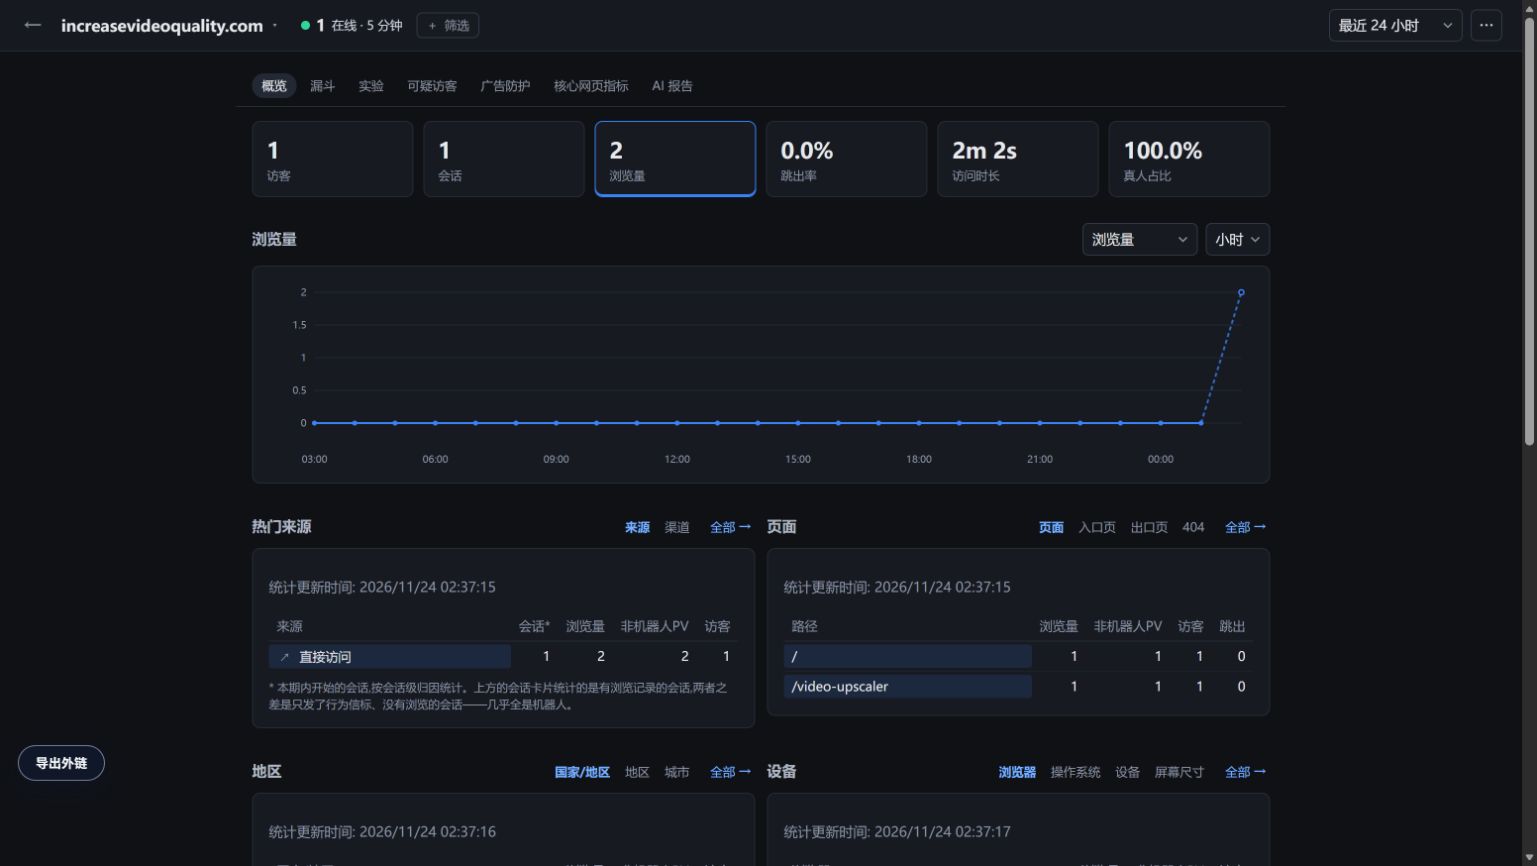 ← increasevideoquality.com · 1 在线 · 5 分钟 + 筛选 最近 24 小时 ···
概览 漏斗 实验 可疑访客 广告防护 核心网页指标 AI 报告
1 1 2 0.0% 2m 2s 100.0%
访客 会话 浏览量 跳出率 访问时长 真人占比
浏览量 浏览量 小时
2
1.5
1
0.5
0
03:00 06:00 09:00 12:00 15:00 18:00 21:00 00:00
热门来源 来源 渠道 全部 →
统计更新时间: 2026/11/24 02:37:15
来源 会话* 浏览量 非机器人PV 访客
↗ 直接访问 1 2 2 1
* 本期内开始的会话,按会话级归因统计。上方的会话卡片统计的是有浏览记录的会话,两者之
差是只发了行为信标、没有浏览的会话——几乎全是机器人。
页面 页面 入口页 出口页 404 全部 →
统计更新时间: 2026/11/24 02:37:15
路径 浏览量 非机器人PV 访客 跳出
/ 1 1 1 0
/video-upscaler 1 1 1 0
导出外链
地区 国家/地区 地区 城市 全部 →
统计更新时间: 2026/11/24 02:37:16
设备 浏览器 操作系统 设备 屏幕尺寸 全部 →
统计更新时间: 2026/11/24 02:37:17